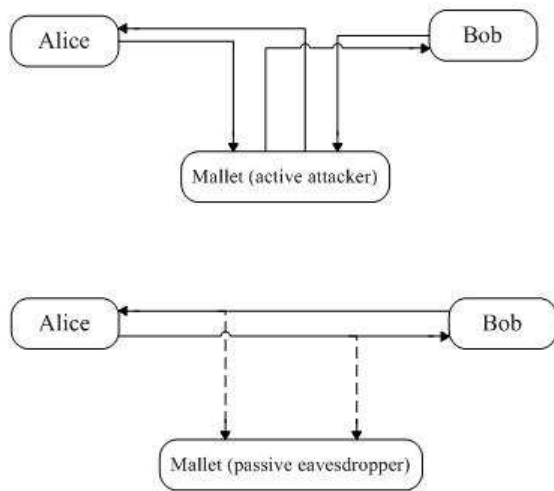 Alice
Bob
Mallet (active attacker)
Alice
Bob
Mallet (passive eavesdropper)